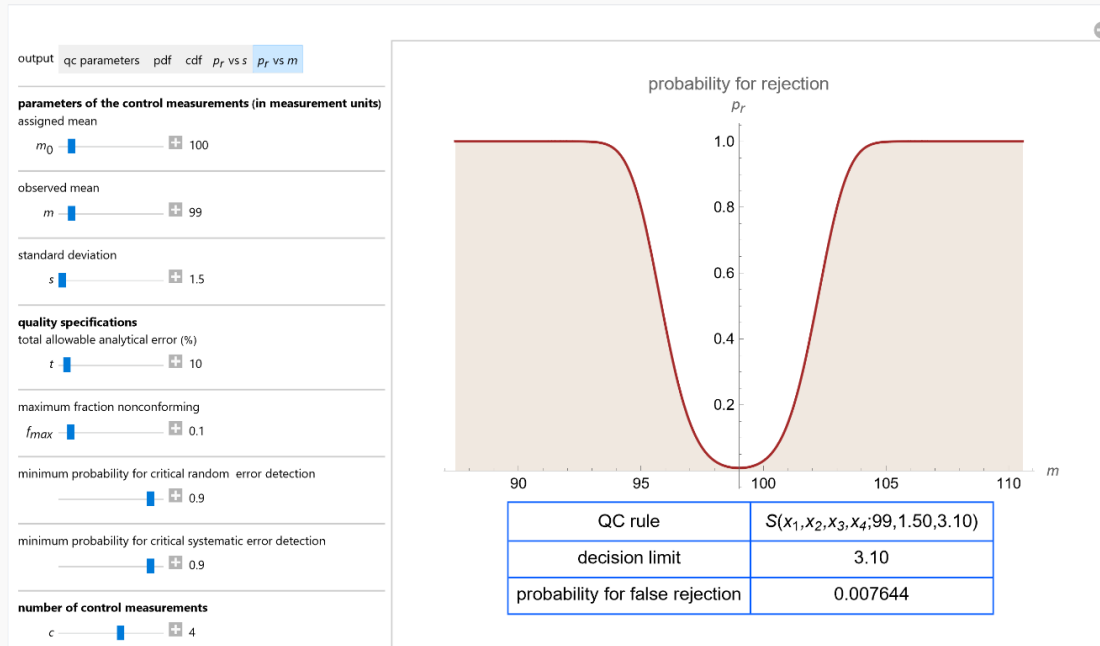 output qc parameters pdf cdf pr vs s pr vs m
parameters of the control measurements (in measurement units)
assigned mean
m0 100
observed mean
m 99
standard deviation
s 1.5
quality specifications
total allowable analytical error (%)
t 10
maximum fraction nonconforming
fmax 0.1
minimum probability for critical random error detection
0.9
minimum probability for critical systematic error detection
0.9
number of control measurements
c 4
probability for rejection
pr
1.0
0.8
0.6
0.4
0.2
90 95 100 105 110 m
QC rule S(x1,x2,x3,x4;99,1.50,3.10)
decision limit 3.10
probability for false rejection 0.007644